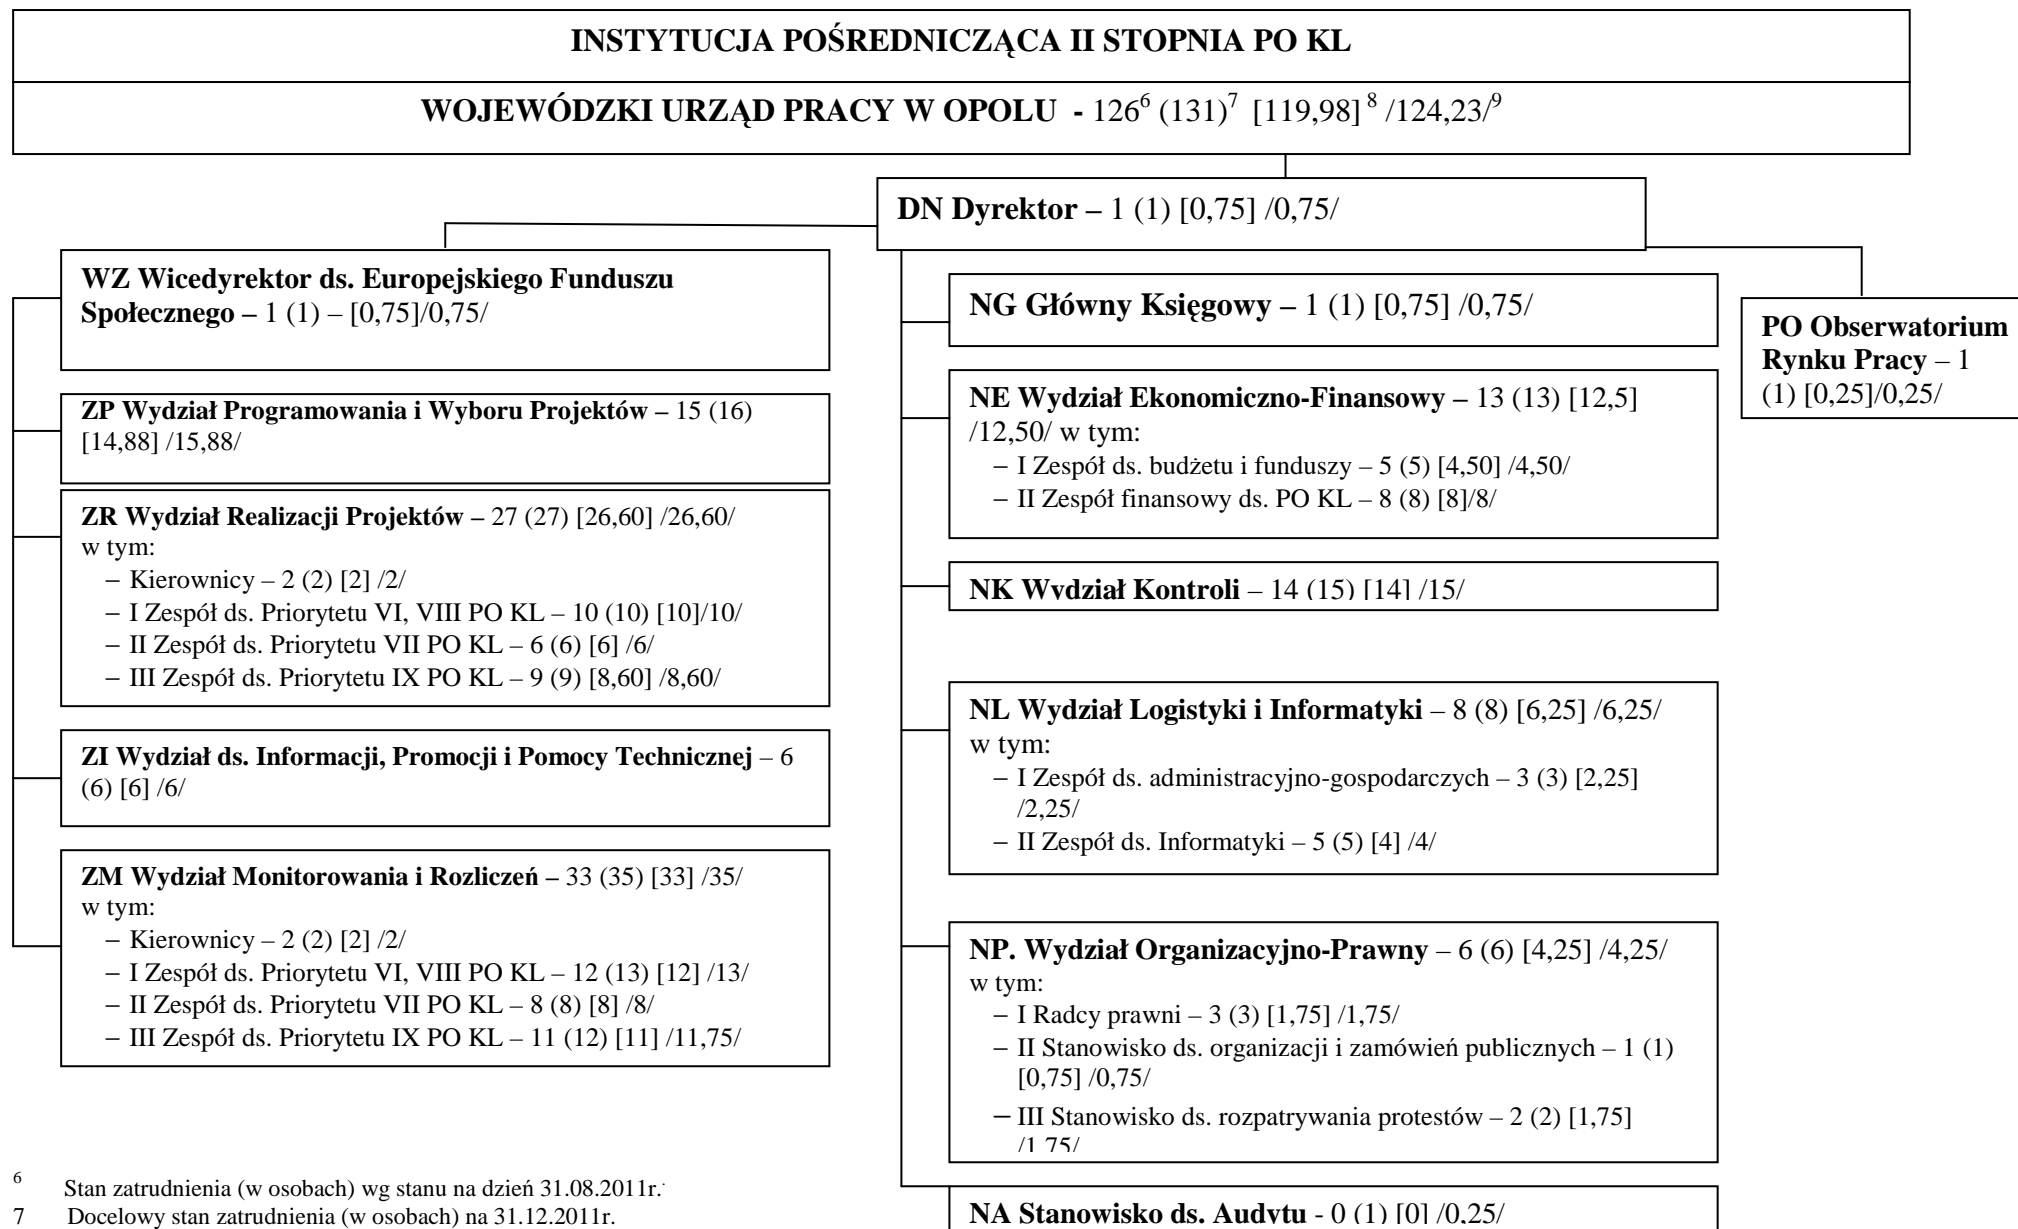 INSTYTUCJA POŚREDNICZĄCA II STOPNIA PO KL
WOJEWÓDZKI URZĄD PRACY W OPOLU - 126⁶ (131)⁷ [119,98]⁸ /124,23/⁹
DN Dyrektor – 1 (1) [0,75] /0,75/
WZ Wicedyrektor ds. Europejskiego Funduszu
Społecznego – 1 (1) – [0,75]/0,75/
ZP Wydział Programowania i Wyboru Projektów – 15 (16)
[14,88] /15,88/
ZR Wydział Realizacji Projektów – 27 (27) [26,60] /26,60/
w tym:
– Kierownicy – 2 (2) [2] /2/
– I Zespół ds. Priorytetu VI, VIII PO KL – 10 (10) [10]/10/
– II Zespół ds. Priorytetu VII PO KL – 6 (6) [6] /6/
– III Zespół ds. Priorytetu IX PO KL – 9 (9) [8,60] /8,60/
ZI Wydział ds. Informacji, Promocji i Pomocy Technicznej – 6
(6) [6] /6/
ZM Wydział Monitorowania i Rozliczeń – 33 (35) [33] /35/
w tym:
– Kierownicy – 2 (2) [2] /2/
– I Zespół ds. Priorytetu VI, VIII PO KL – 12 (13) [12] /13/
– II Zespół ds. Priorytetu VII PO KL – 8 (8) [8] /8/
– III Zespół ds. Priorytetu IX PO KL – 11 (12) [11] /11,75/
NG Główny Księgowy – 1 (1) [0,75] /0,75/
NE Wydział Ekonomiczno-Finansowy – 13 (13) [12,5]
/12,50/ w tym:
– I Zespół ds. budżetu i funduszy – 5 (5) [4,50] /4,50/
– II Zespół finansowy ds. PO KL – 8 (8) [8]/8/
NK Wydział Kontroli – 14 (15) [14] /15/
NL Wydział Logistyki i Informatyki – 8 (8) [6,25] /6,25/
w tym:
– I Zespół ds. administracyjno-gospodarczych – 3 (3) [2,25]
/2,25/
– II Zespół ds. Informatyki – 5 (5) [4] /4/
NP. Wydział Organizacyjno-Prawny – 6 (6) [4,25] /4,25/
w tym:
– I Radcy prawni – 3 (3) [1,75] /1,75/
– II Stanowisko ds. organizacji i zamówień publicznych – 1 (1)
[0,75] /0,75/
– III Stanowisko ds. rozpatrywania protestów – 2 (2) [1,75]
/1,75/
NA Stanowisko ds. Audytu - 0 (1) [0] /0,25/
PO Obserwatorium
Rynku Pracy – 1
(1) [0,25]/0,25/
⁶ Stan zatrudnienia (w osobach) wg stanu na dzień 31.08.2011r.
7 Docelowy stan zatrudnienia (w osobach) na 31.12.2011r.